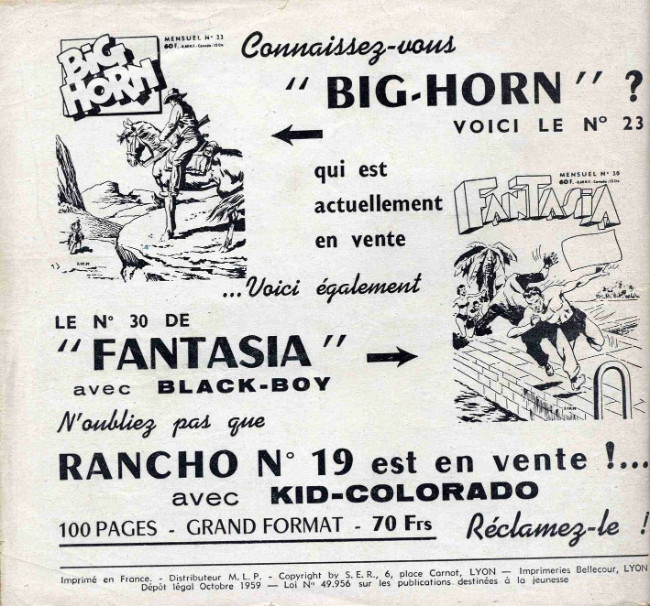 MENSUEL N° 23
60F.
BiG
HORN
Connaissez-vous
" BIG-HORN " ?
VOICI LE N° 23
qui est
actuellement
en vente
MENSUEL N° 30
60F.
FANTASIA
...Voici également
LE N° 30 DE
" FANTASIA "
avec BLACK-BOY
N'oubliez pas que
RANCHO N° 19 est en vente !...
avec KID-COLORADO
100 PAGES - GRAND FORMAT - 70 Frs
Réclamez-le !
Imprimé en France. - Distributeur M. L. P. - Copyright by S. E. R., 6, place Carnot, LYON — Imprimeries Bellecour, LYON
Dépôt légal Octobre 1959 — Loi N° 49.956 sur les publications destinées à la jeunesse